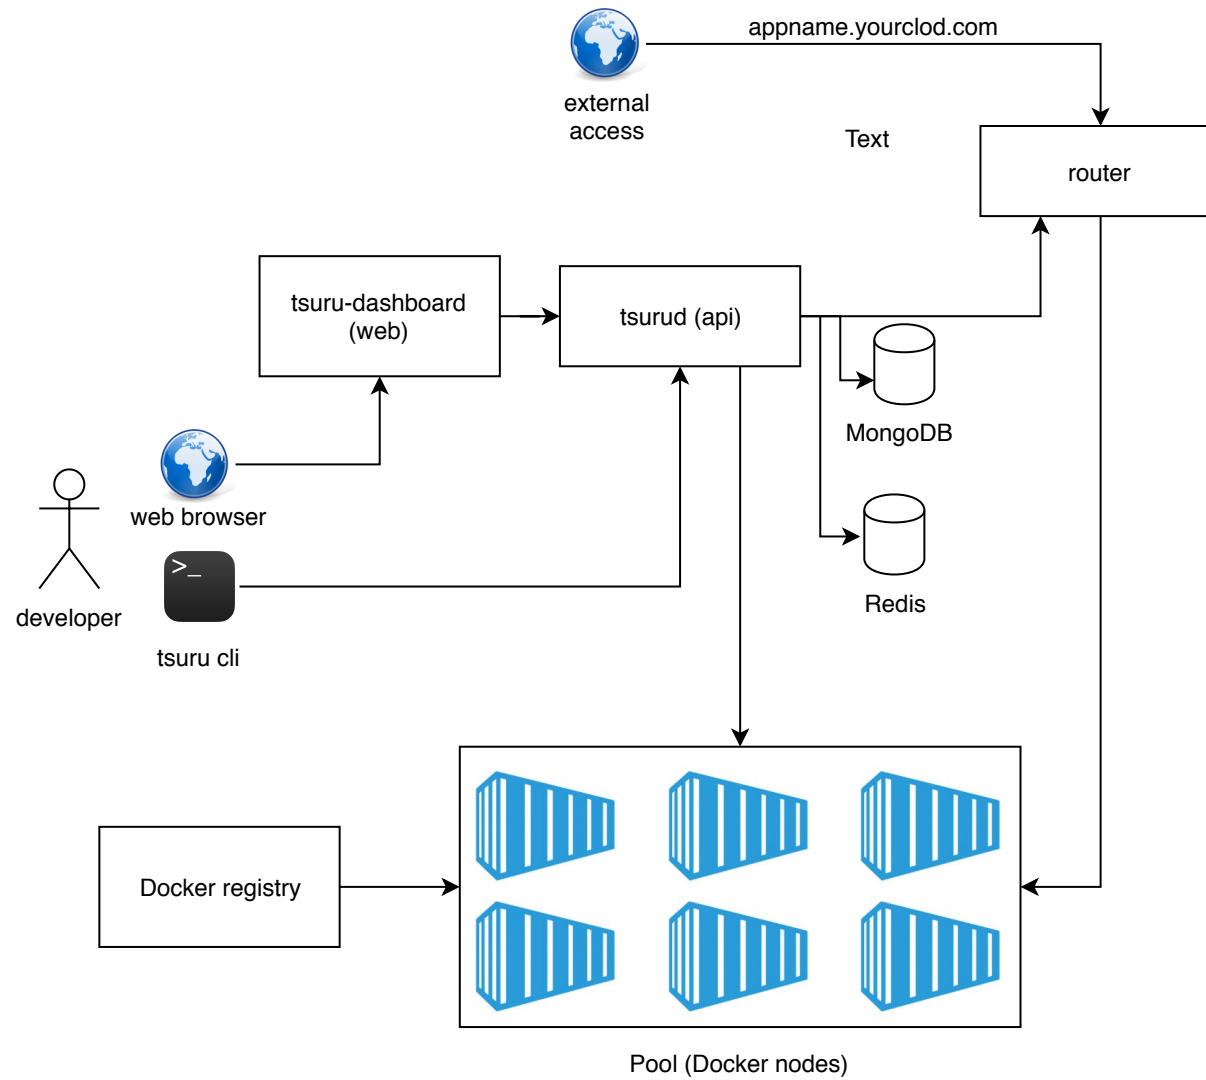 appname.yourclod.com
external
access
Text
router
tsuru-dashboard
(web)
tsurud (api)
MongoDB
web browser
>_
developer
Redis
tsuru cli
Docker registry
Pool (Docker nodes)